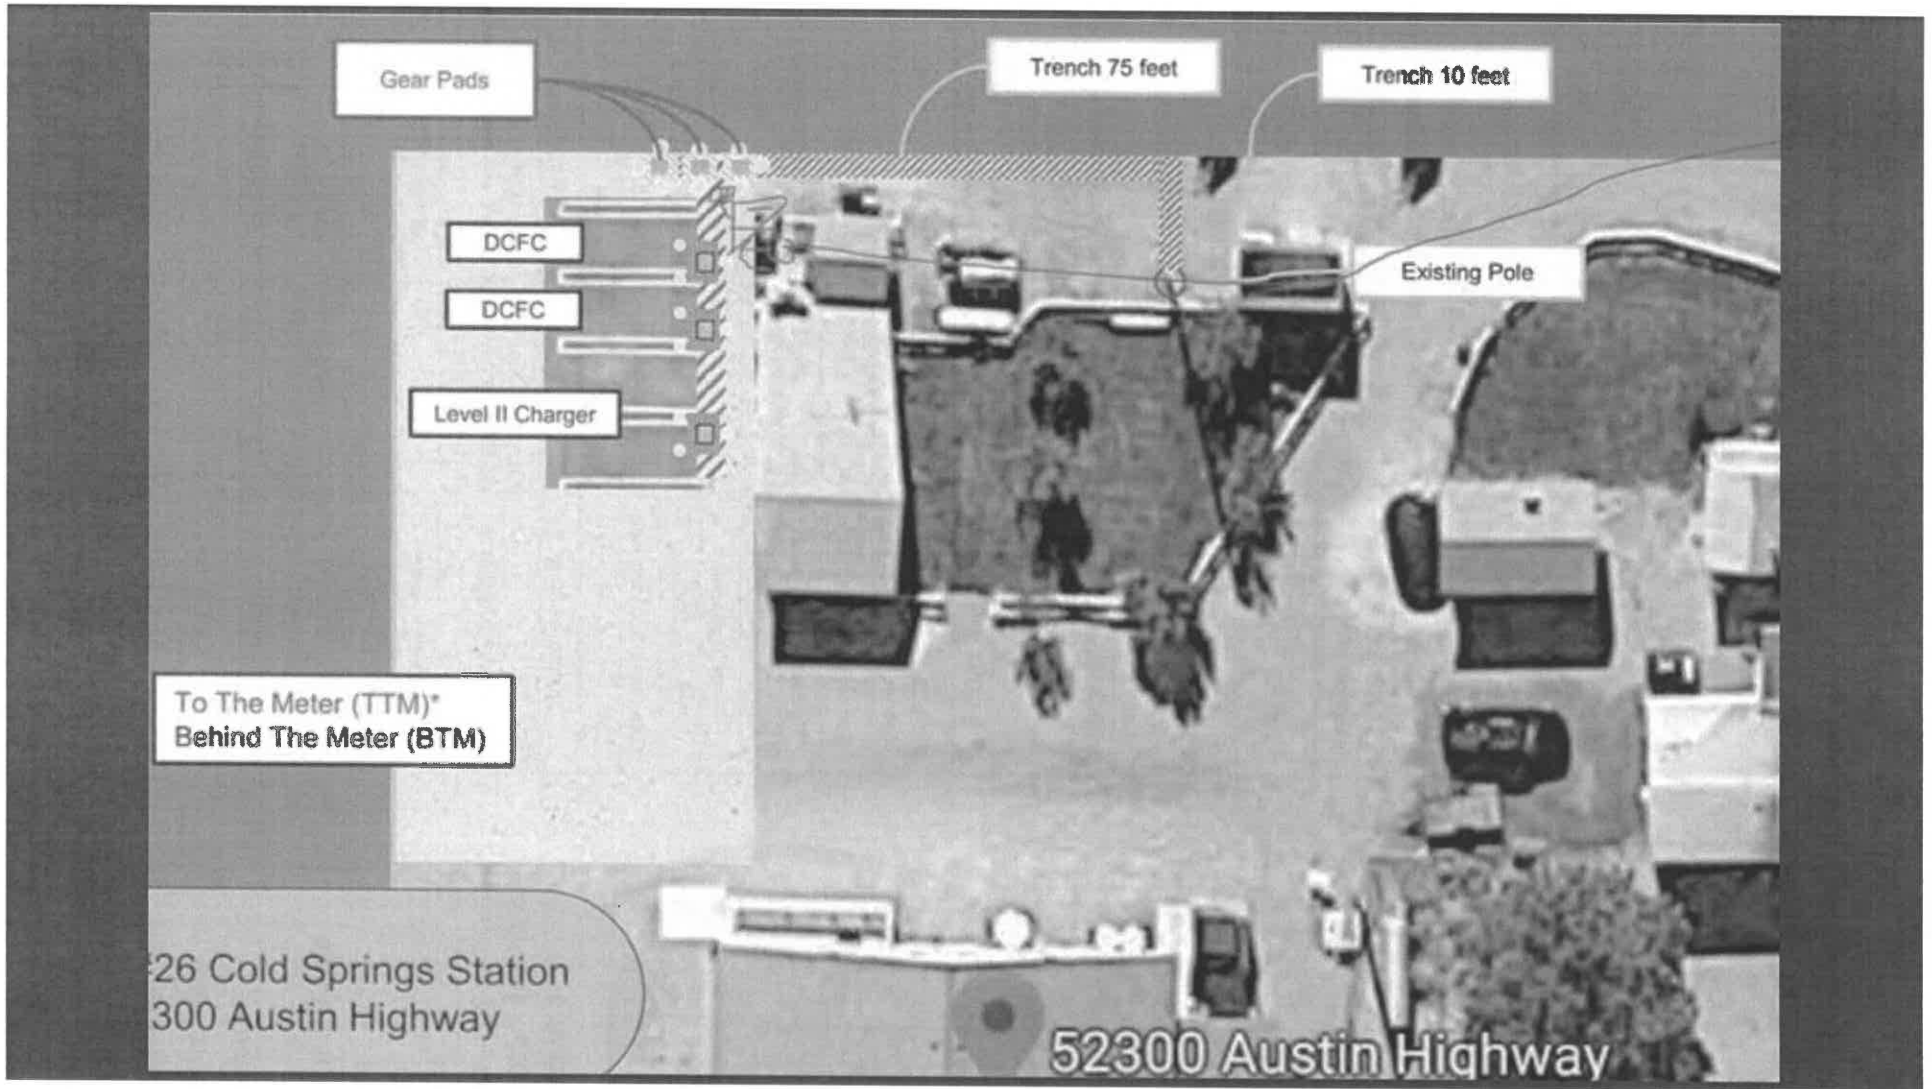 Gear Pads
Trench 75 feet
Trench 10 feet
DCFC
Existing Pole
DCFC
Level II Charger
To The Meter (TTM)*
Behind The Meter (BTM)
26 Cold Springs Station
300 Austin Highway
52300 Austin Highway